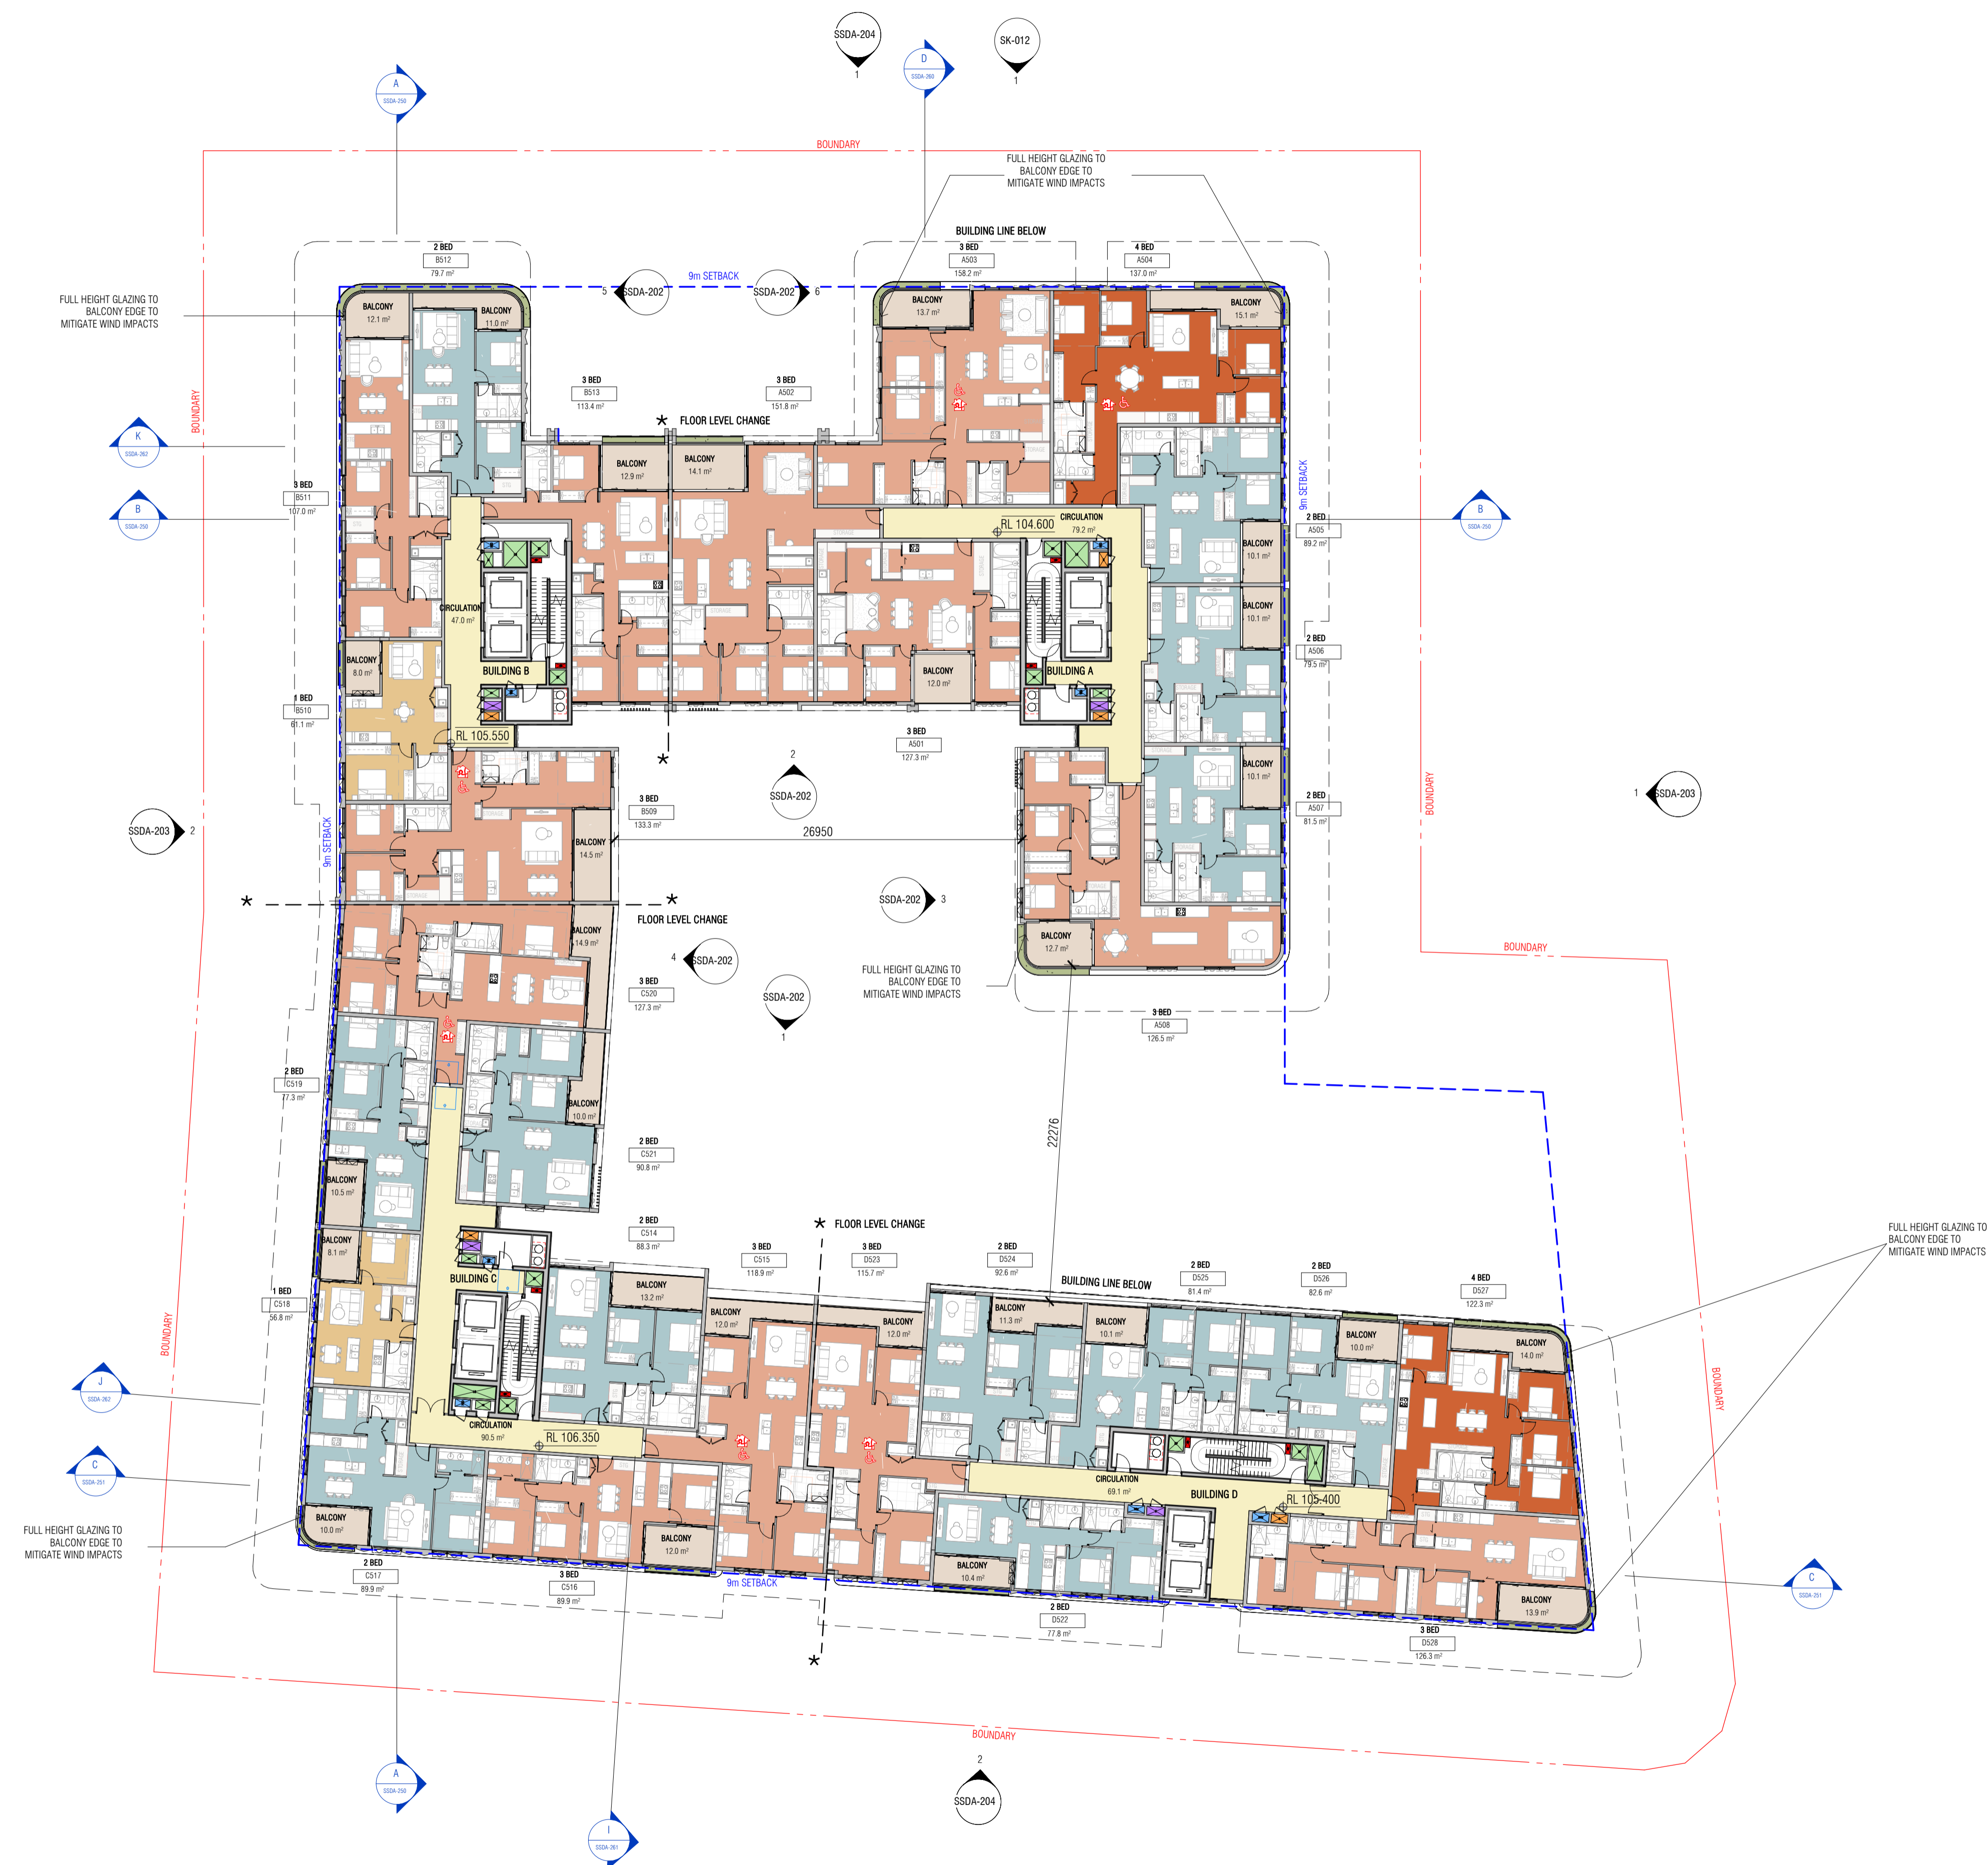 SSDA-204
1
SK-012
1
A
SSDA-250
D
SSDA-260
BOUNDARY
FULL HEIGHT GLAZING TO
BALCONY EDGE TO
MITIGATE WIND IMPACTS
BUILDING LINE BELOW
2 BED
B512
79.7 m²
3 BED
A503
158.2 m²
4 BED
A504
137.0 m²
9m SETBACK
5
SSDA-202
SSDA-202
6
FULL HEIGHT GLAZING TO
BALCONY EDGE TO
MITIGATE WIND IMPACTS
BALCONY
12.1 m²
BALCONY
11.0 m²
BALCONY
13.7 m²
BALCONY
15.1 m²
3 BED
B513
113.4 m²
3 BED
A502
151.8 m²
BOUNDARY
FLOOR LEVEL CHANGE
K
SSDA-262
B
SSDA-250
3 BED
B511
107.0 m²
BALCONY
12.9 m²
BALCONY
14.1 m²
STORAGE
9m SETBACK
B
SSDA-250
RL 104.600
CIRCULATION
79.2 m²
2 BED
A505
89.2 m²
BALCONY
10.1 m²
CIRCULATION
47.0 m²
BALCONY
10.1 m²
STORAGE
2 BED
A506
79.5 m²
BALCONY
8.0 m²
BUILDING B
BALCONY
12.0 m²
BUILDING A
1 BED
B510
61.1 m²
RL 105.550
3 BED
A501
127.3 m²
BALCONY
10.1 m²
2
SSDA-202
BOUNDARY
1
SSDA-203
2 BED
A507
81.5 m²
3 BED
B509
133.3 m²
STORAGE
SSDA-203
2
9m SETBACK
26950
BALCONY
14.5 m²
SSDA-202
3
FLOOR LEVEL CHANGE
BALCONY
14.9 m²
BALCONY
12.7 m²
BOUNDARY
4
SSDA-202
FULL HEIGHT GLAZING TO
BALCONY EDGE TO
MITIGATE WIND IMPACTS
3 BED
C520
127.3 m²
SSDA-202
1
3 BED
A508
126.5 m²
2 BED
C519
77.3 m²
BALCONY
10.0 m²
22276
2 BED
C521
90.8 m²
BALCONY
10.5 m²
2 BED
C514
88.3 m²
FLOOR LEVEL CHANGE
FULL HEIGHT GLAZING TO
BALCONY EDGE TO
MITIGATE WIND IMPACTS
BALCONY
8.1 m²
3 BED
C515
118.9 m²
3 BED
D523
115.7 m²
2 BED
D524
92.6 m²
BUILDING LINE BELOW
2 BED
D525
81.4 m²
2 BED
D526
82.6 m²
4 BED
D527
122.3 m²
BUILDING C
BALCONY
13.2 m²
1 BED
C518
56.8 m²
BALCONY
12.0 m²
BALCONY
12.0 m²
BALCONY
11.3 m²
BALCONY
10.1 m²
BALCONY
10.0 m²
BALCONY
14.0 m²
BOUNDARY
BOUNDARY
J
SSDA-262
CIRCULATION
90.5 m²
RL 106.350
C
SSDA-251
CIRCULATION
69.1 m²
BUILDING D
RL 105.400
BALCONY
10.0 m²
FULL HEIGHT GLAZING TO
BALCONY EDGE TO
MITIGATE WIND IMPACTS
BALCONY
12.0 m²
BALCONY
10.4 m²
2 BED
C517
89.9 m²
3 BED
C516
89.9 m²
9m SETBACK
C
SSDA-251
BALCONY
13.9 m²
2 BED
D522
77.8 m²
3 BED
D528
126.3 m²
BOUNDARY
2
SSDA-204
A
SSDA-250
I
SSDA-261